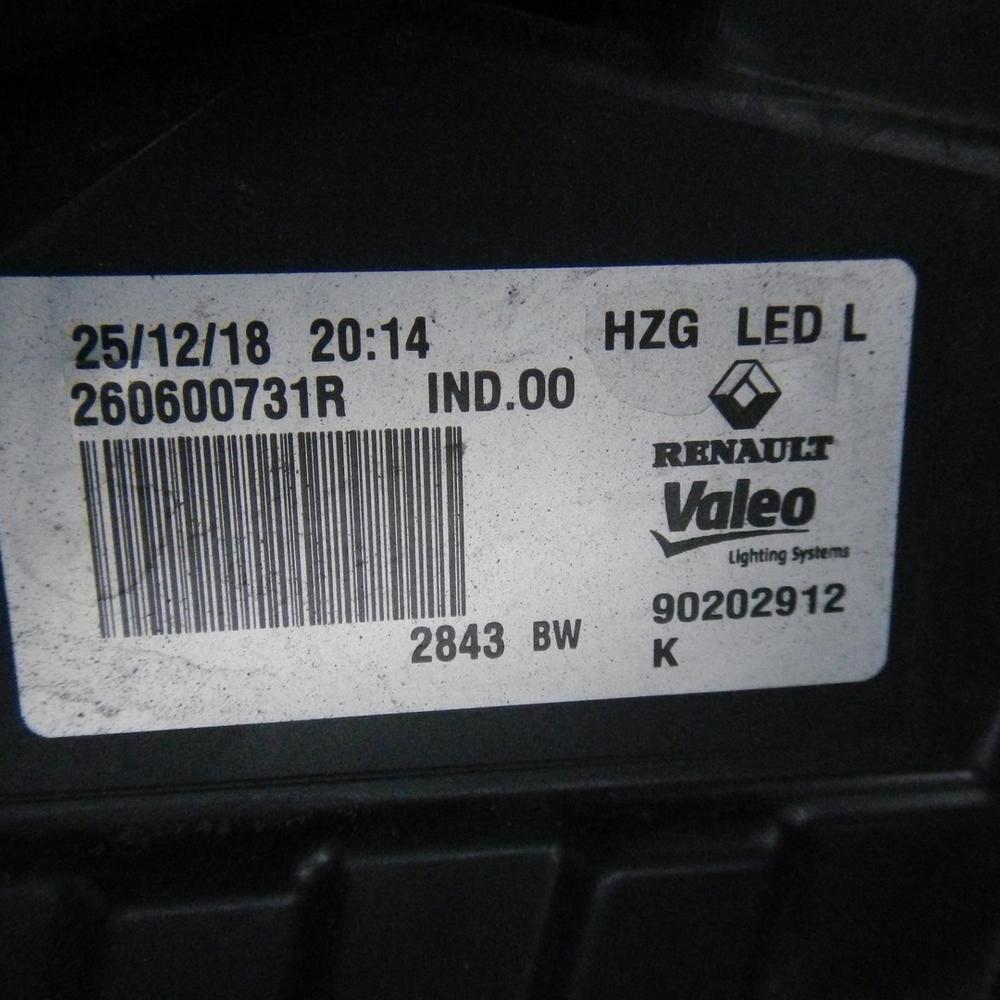 25/12/18 20:14 HZG LED L
260600731R IND.00
RENAULT
Valeo
Lighting Systems
90202912
2843 BW
K